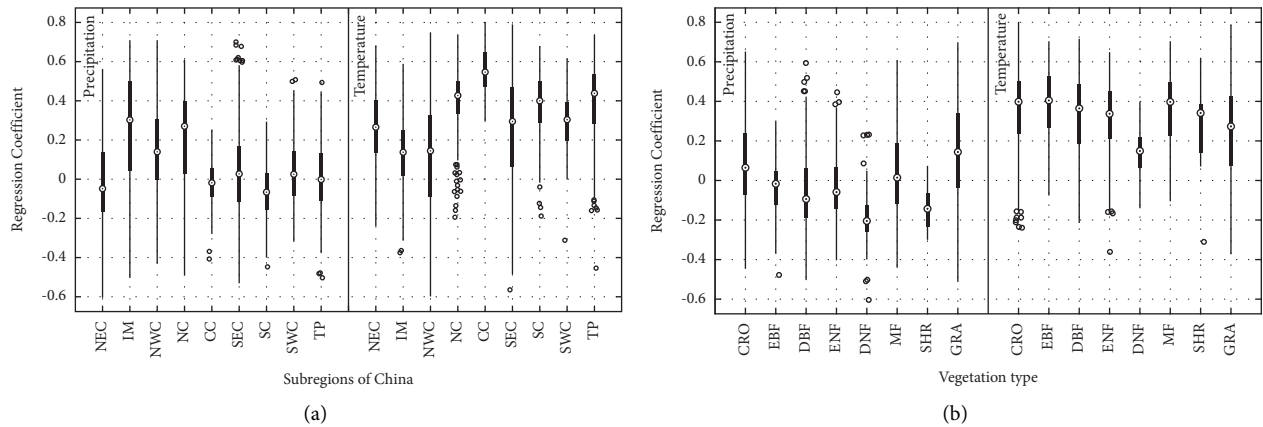 0.8
0.6
0.4
0.2
0
-0.2
-0.4
-0.6
Regression Coefficient
Precipitation
Temperature
NEC
IM
NWC
NC
CC
SEC
SC
SWC
TP
NEC
IM
NWC
NC
CC
SEC
SC
SWC
TP
Subregions of China
(a)
0.8
0.6
0.4
0.2
0
-0.2
-0.4
-0.6
Regression Coefficient
Precipitation
Temperature
CRO
EBF
DBF
ENF
DNF
MF
SHR
GRA
CRO
EBF
DBF
ENF
DNF
MF
SHR
GRA
Vegetation type
(b)